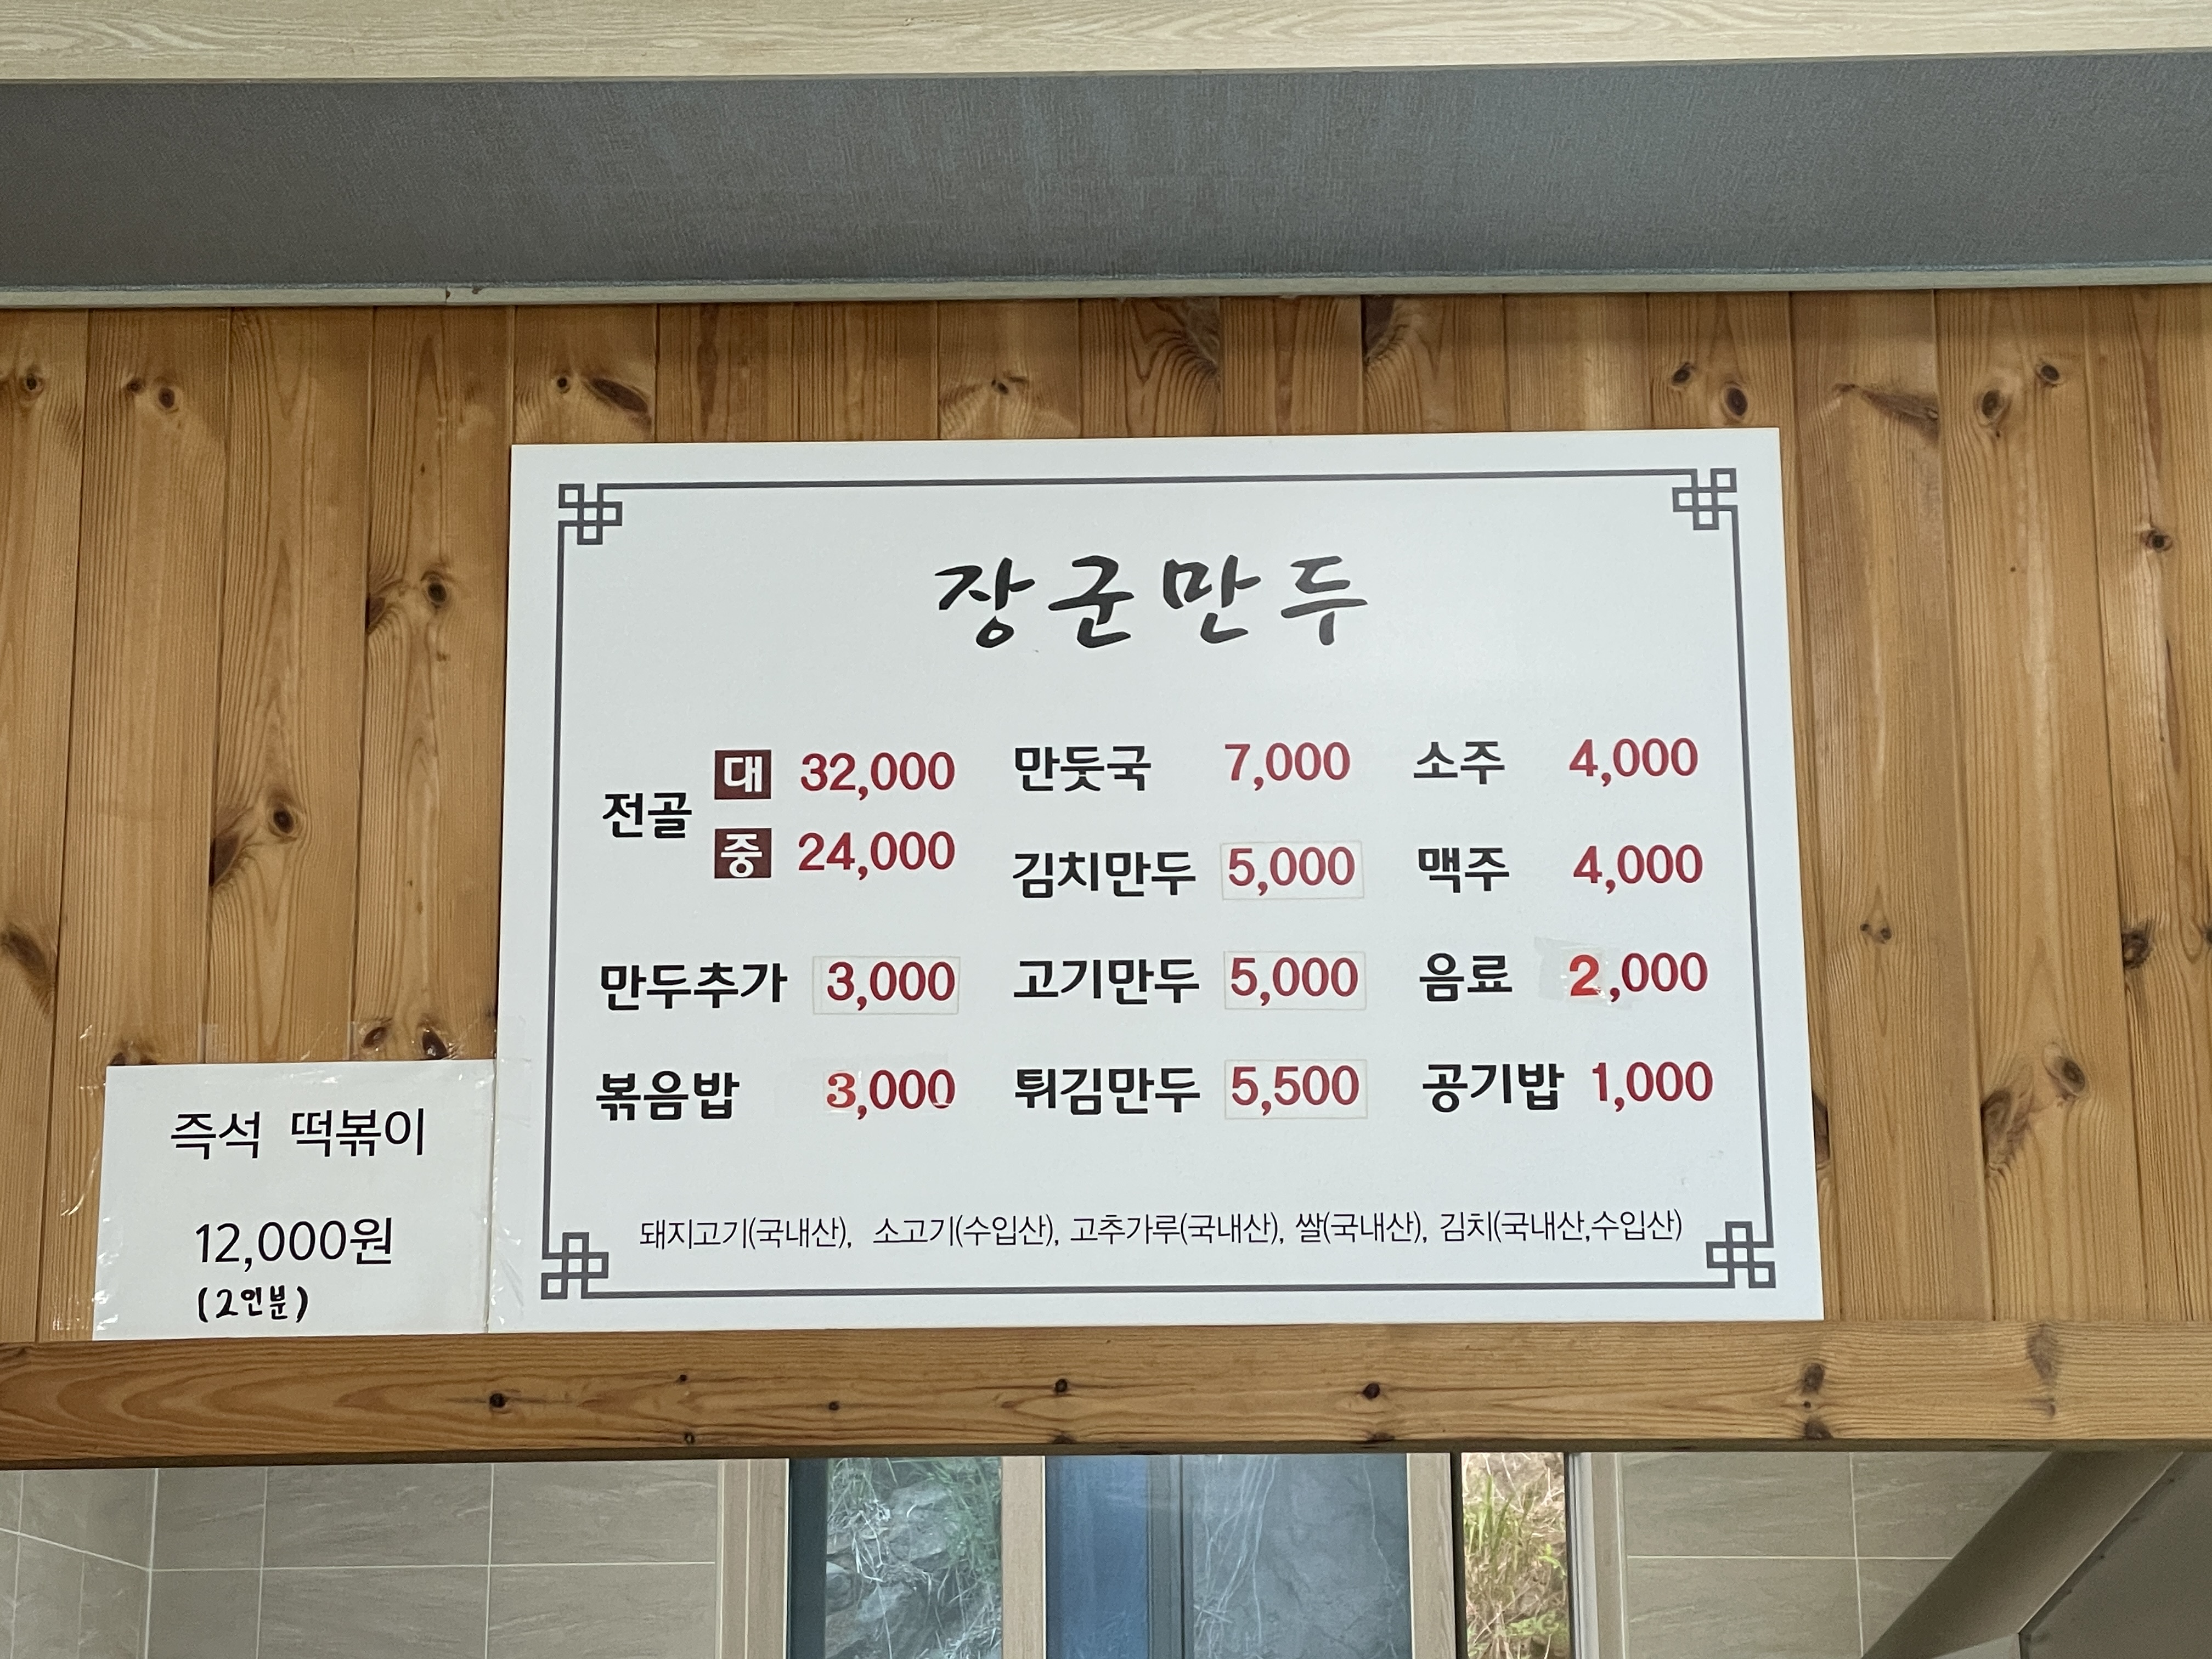 장군만두
전골 대 32,000
중 24,000
만두추가 3,000
볶음밥 3,000
만둣국 7,000
김치만두 5,000
고기만두 5,000
튀김만두 5,500
소주 4,000
맥주 4,000
음료 2,000
공기밥 1,000
돼지고기(국내산), 소고기(수입산), 고추가루(국내산), 쌀(국내산), 김치(국내산,수입산)
즉석 떡볶이
12,000원
(2인분)